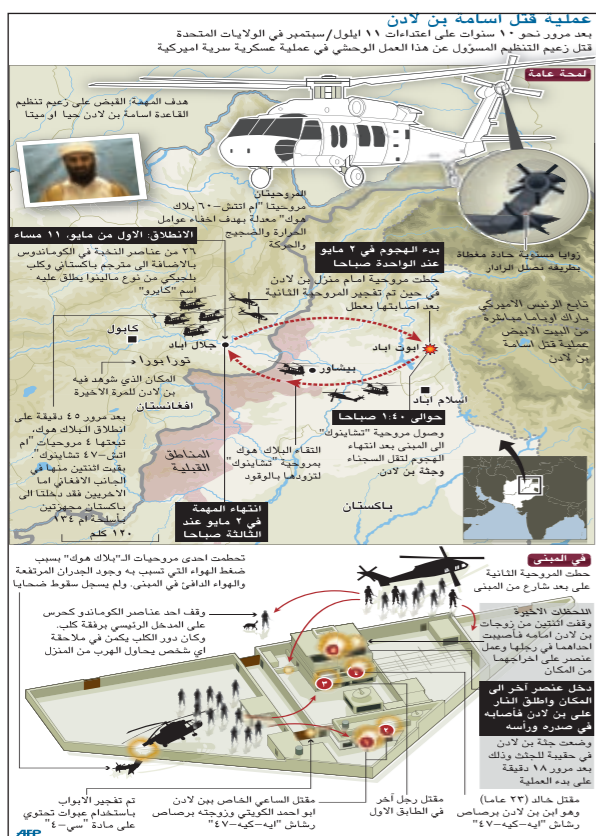 عملية قتل اسامة بن لادن
بعد مرور نحو ١٠ سنوات على اعتداءات ١١ ايلول/سبتمبر في الولايات المتحدة
قتل زعيم التنظيم المسؤول عن هذا العمل الوحشي في عملية عسكرية سرية اميركية
لمحة عامة
هدف المهمة: القبض على زعيم تنظيم
القاعدة اسامة بن لادن حيا او ميتا
المروحيتان
مروحيتا "ام اتتش–٦٠ بلاك
هوك" معدلة بهدف اخفاء عوامل
الحرارة والضجيج
والحركة
زوايا مستوية حادة مغطاة
بطريقة تضلل الرادار
الانطلاق: الاول من مايو، ١١ مساء
٢٦ من عناصر النخبة في الكوماندوس
بالاضافة الى مترجم باكستاني وكلب
بلجيكي من نوع مالينوا يطلق عليه
اسم "كايرو"
بدء الهجوم في ٢ مايو
عند الواحدة صباحا
حطت مروحية امام منزل بن لادن
في حين تم تفجير المروحية الثانية
بعد اصابتها بعطل
تابع الرئيس الاميركي
باراك اوباما مباشرة
من البيت الابيض
عملية قتل اسامة
بن لادن
كابول
جلال آباد
ابوت اباد
تورا بورا
المكان الذي شوهد فيه
بن لادن للمرة الاخيرة
بيشاور
اسلام اباد
افغانستان
حوالى ١:٤٠ صباحا
وصول مروحية "تشاينوك"
الى المبنى بعد انتهاء
الهجوم لنقل السجناء
وجثة بن لادن
بعد مرور ٤٥ دقيقة على
انطلاق البلاك هوك،
تبعتها ٤ مروحيات "ام
اتش–٤٧ تشاينوك".
بقيت اثنتين منها في
الجانب الافغاني اما
الاخريين فقد دخلتا الى
باكستان مجهزتين
بأسلحة ام ١٣٤
التقاء البلاك هوك
بمروحية "تشاينوك"
لتزودها بالوقود
المناطق
القبلية
باكستان
انتهاء المهمة
في ٢ مايو عند
الثالثة صباحا
١٢٠ كلم
في المبنى
حطت المروحية الثانية
على بعد شارع من المبنى
تحطمت احدى مروحيات الـ"بلاك هوك" بسبب
ضغط الهواء التي تسبب به وجود الجدران المرتفعة
والهواء الدافئ في المبنى. ولم يسجل سقوط ضحايا
وقف احد عناصر الكوماندو كحرس
على المدخل الرئيسي برفقة كلب.
وكان دور الكلب يكمن في ملاحقة
اي شخص يحاول الهرب من المنزل
اللحظات الاخيرة
وقفت اثنتين من زوجات
بن لادن امامه فأصيبت
احداهما في رجلها وعمل
عنصر على اخراجهما
من المكان
دخل عنصر آخر الى
المكان واطلق النار
على بن لادن فأصابه
في صدره ورأسه
وضعت جثة بن لادن
في حقيبة للجثث وذلك
بعد مرور ١٨ دقيقة
على بدء العملية
٥
٤
٣
٢
١
مقتل خالد (٢٣ عاما)
وهو ابن بن لادن برصاص
رشاش "ايه–كيه–٤٧"
مقتل رجل آخر
في الطابق الاول
مقتل الساعي الخاص ببن لادن
ابو احمد الكويتي وزوجته برصاص
رشاش "ايه–كيه–٤٧"
تم تفجير الابواب
باستخدام عبوات تحتوي
على مادة "سي–٤"
AFP